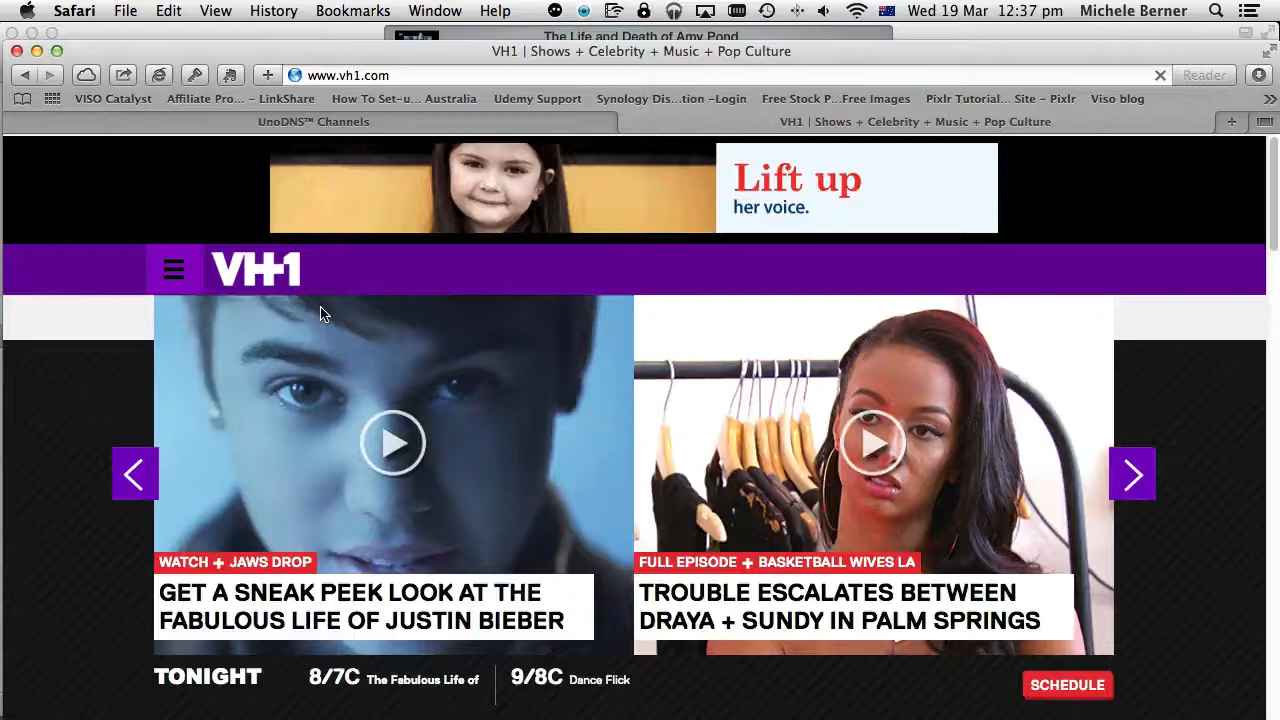 Safari File Edit View History Bookmarks Window Help Wed 19 Mar 12:37 pm Michele Berner
The Life and Death of Amy Pond
VH1 | Shows + Celebrity + Music + Pop Culture
www.vh1.com Reader
VISO Catalyst Affiliate Pro... - LinkShare How To Set-u... Australia Udemy Support Synology Dis...tion -Login Free Stock P...Free Images Pixlr Tutorial... Site - Pixlr Viso blog
UnoDNS™ Channels VH1 | Shows + Celebrity + Music + Pop Culture
Lift up
her voice.
VH1
WATCH + JAWS DROP
GET A SNEAK PEEK LOOK AT THE
FABULOUS LIFE OF JUSTIN BIEBER
FULL EPISODE + BASKETBALL WIVES LA
TROUBLE ESCALATES BETWEEN
DRAYA + SUNDY IN PALM SPRINGS
TONIGHT 8/7C The Fabulous Life of 9/8C Dance Flick SCHEDULE